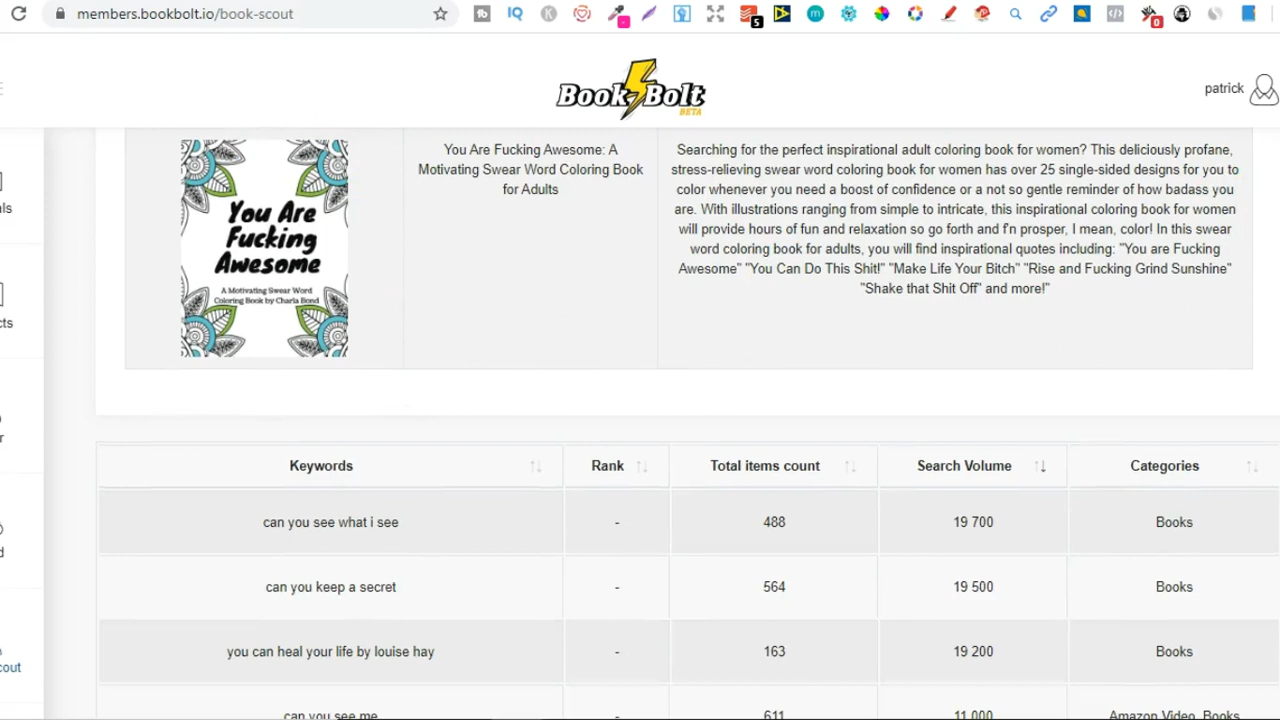 members.bookbolt.io/book-scout
5
0
Book Bolt
BETA
patrick
ls
cts
r
d
cout
You Are
Fucking
Awesome
A Motivating Swear Word
Coloring Book by Charla Bond
You Are Fucking Awesome: A
Motivating Swear Word Coloring Book
for Adults
Searching for the perfect inspirational adult coloring book for women? This deliciously profane,
stress-relieving swear word coloring book for women has over 25 single-sided designs for you to
color whenever you need a boost of confidence or a not so gentle reminder of how badass you
are. With illustrations ranging from simple to intricate, this inspirational coloring book for women
will provide hours of fun and relaxation so go forth and f'n prosper, I mean, color! In this swear
word coloring book for adults, you will find inspirational quotes including: "You are Fucking
Awesome" "You Can Do This Shit!" "Make Life Your Bitch" "Rise and Fucking Grind Sunshine"
"Shake that Shit Off" and more!"
Keywords Rank Total items count Search Volume Categories
can you see what i see - 488 19 700 Books
can you keep a secret - 564 19 500 Books
you can heal your life by louise hay - 163 19 200 Books
can you see me 611 11 000 Amazon Video, Books